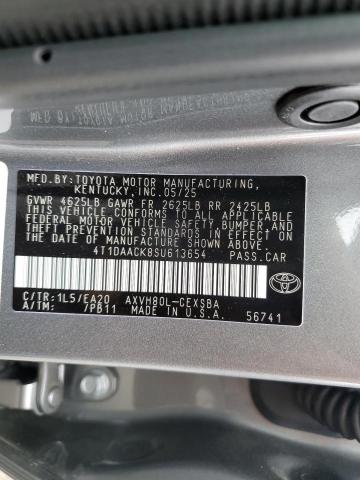 MFD.BY:TOYOTA MOTOR MANUFACTURING,
KENTUCKY,INC.05/25
GVWR 4625LB GAWR FR 2625LB RR 2425LB
THIS VEHICLE CONFORMS TO ALL APPLICABLE
FEDERAL MOTOR VEHICLE SAFETY, BUMPER, AND
THEFT PREVENTION STANDARDS IN EFFECT ON
THE DATE OF MANUFACTURE SHOWN ABOVE.
4T1DAACK8SU613654 PASS.CAR
C/TR:1L5/EA20 AXVH80L-CEXSBA
A/TM: /PB11 MADE IN U.S.A.
56741